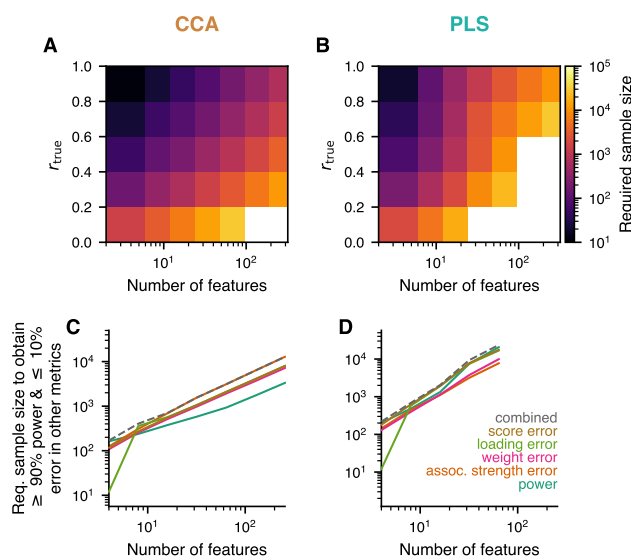 CCA
PLS
A
B
1.0
0.8
0.6
0.4
0.2
0.0
r_true
10^1
10^2
Number of features
1.0
0.8
0.6
0.4
0.2
0.0
r_true
10^1
10^2
Number of features
10^5
10^4
10^3
10^2
10^1
Required sample size
C
D
Req. sample size to obtain
≥ 90% power & ≤ 10%
error in other metrics
10^4
10^3
10^2
10^1
10^1
10^2
Number of features
10^4
10^3
10^2
10^1
10^1
10^2
Number of features
combined
score error
loading error
weight error
assoc. strength error
power